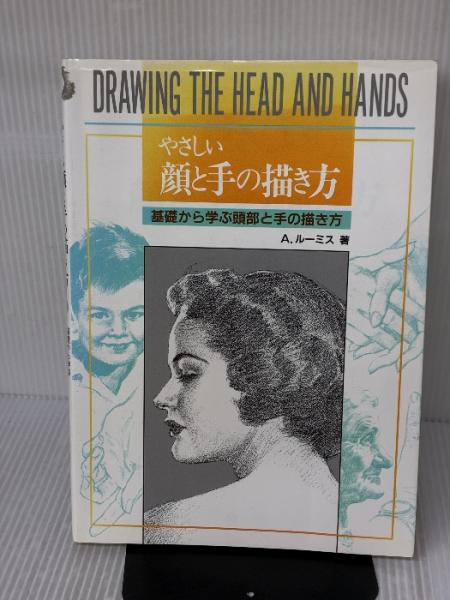 DRAWING THE HEAD AND HANDS
やさしい
顔と手の描き方
基礎から学ぶ頭部と手の描き方
A.ルーミス 著